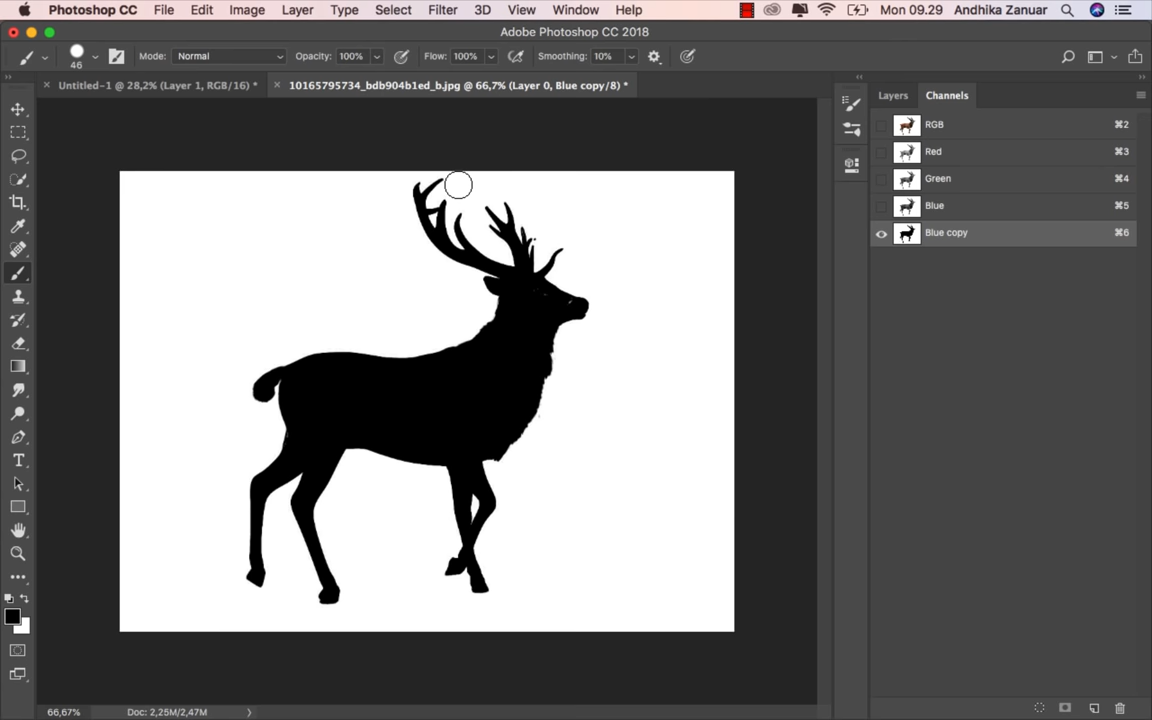 Photoshop CC File Edit Image Layer Type Select Filter 3D View Window Help Mon 09.29 Andhika Zanuar
Adobe Photoshop CC 2018
46 Mode: Normal Opacity: 100% Flow: 100% Smoothing: 10%
Untitled-1 @ 28,2% (Layer 1, RGB/16) * 10165795734_bdb904b1ed_b.jpg @ 66,7% (Layer 0, Blue copy/8) *
Layers Channels
RGB ⌘2
Red ⌘3
Green ⌘4
Blue ⌘5
Blue copy ⌘6
66,67% Doc: 2,25M/2,47M